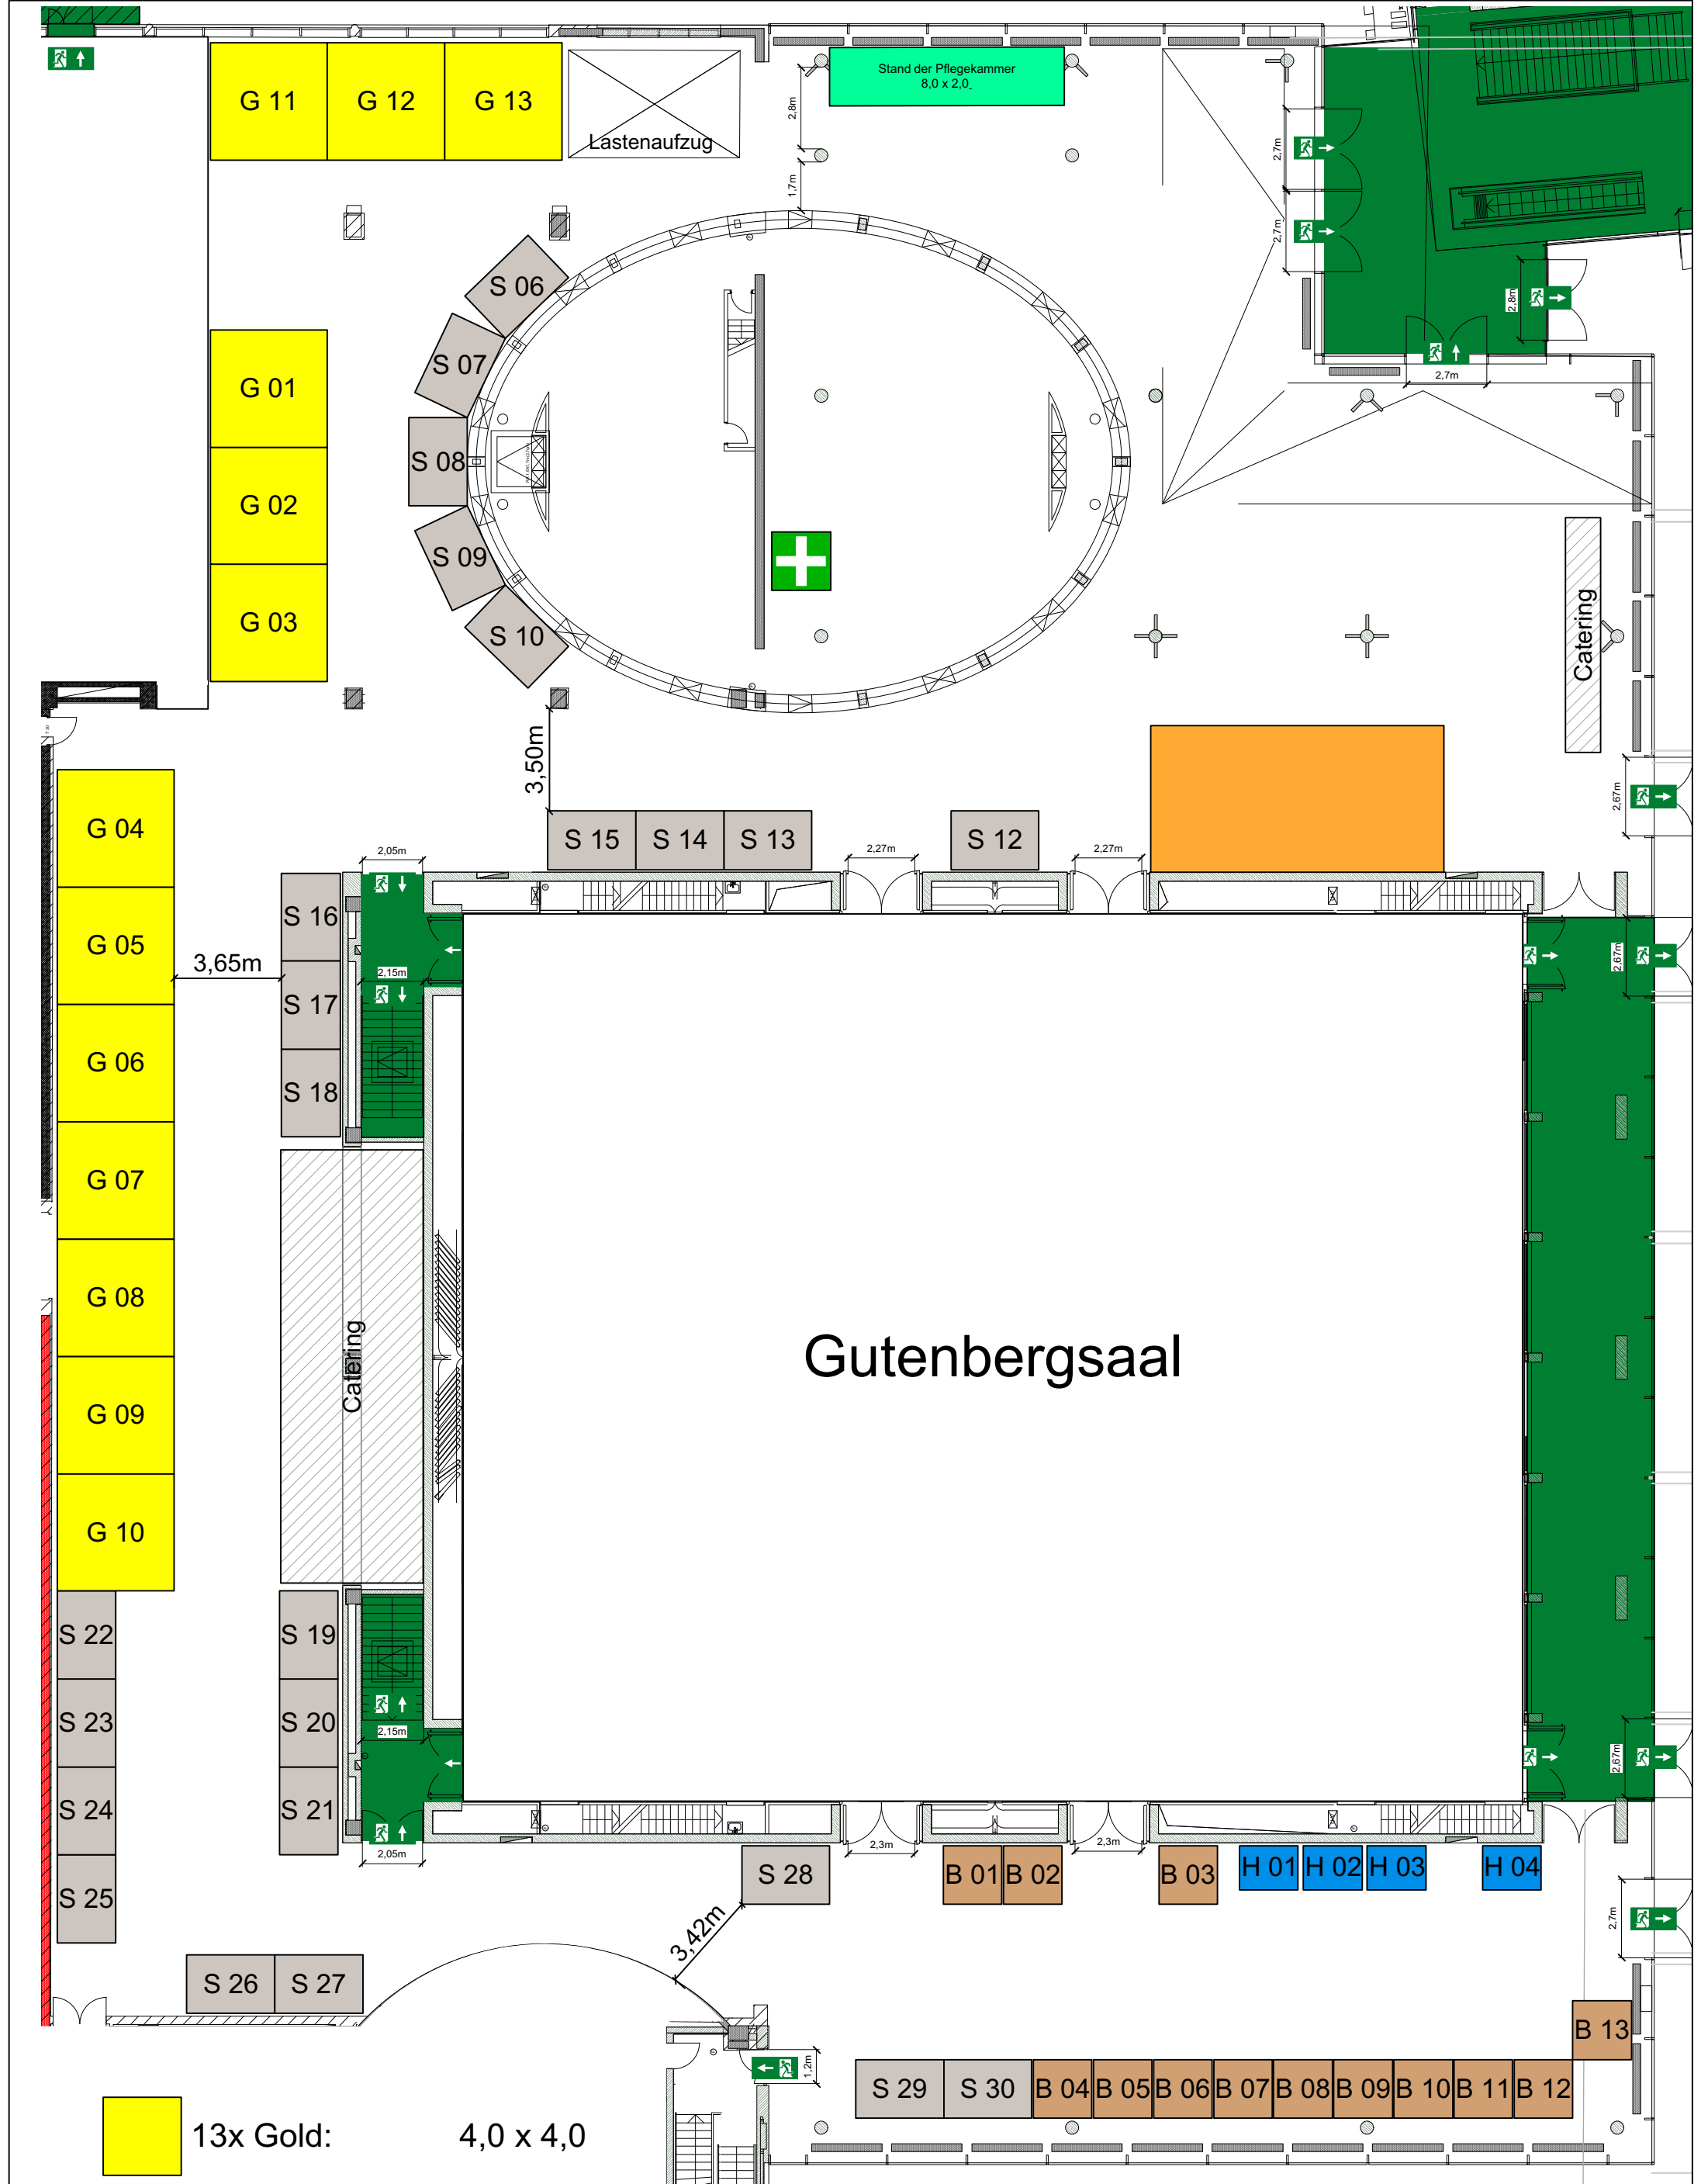 G 11
G 12
G 13
Lastenaufzug
Stand der Pflegekammer
8,0 x 2,0
2,8m
1,7m
2,7m
2,7m
2,8m
2,7m
S 06
S 07
S 08
S 09
S 10
G 01
G 02
G 03
Catering
3,50m
2,67m
G 04
G 05
G 06
G 07
G 08
G 09
G 10
S 15
S 14
S 13
S 12
2,27m
2,27m
2,05m
S 16
S 17
S 18
3,65m
2,15m
2,67m
Catering
Gutenbergsaal
S 22
S 23
S 24
S 25
S 19
S 20
S 21
2,15m
2,05m
2,67m
S 28
2,3m
B 01
B 02
2,3m
B 03
H 01
H 02
H 03
H 04
3,42m
2,7m
S 26
S 27
B 13
1,2m
S 29
S 30
B 04
B 05
B 06
B 07
B 08
B 09
B 10
B 11
B 12
13x Gold: 4,0 x 4,0